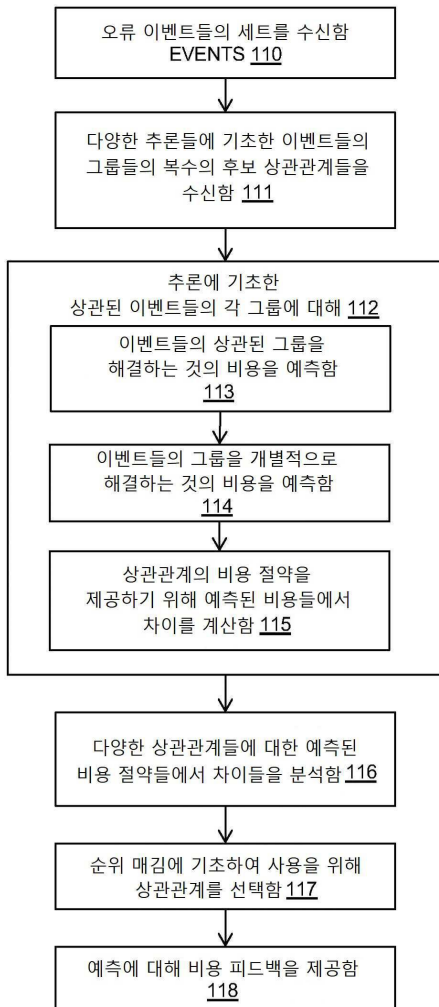 오류 이벤트들의 세트를 수신함
EVENTS 110
다양한 추론들에 기초한 이벤트들의
그룹들의 복수의 후보 상관관계들을
수신함 111
추론에 기초한
상관된 이벤트들의 각 그룹에 대해 112
이벤트들의 상관된 그룹을
해결하는 것의 비용을 예측함
113
이벤트들의 그룹을 개별적으로
해결하는 것의 비용을 예측함
114
상관관계의 비용 절약을
제공하기 위해 예측된 비용들에서
차이를 계산함 115
다양한 상관관계들에 대한 예측된
비용 절약들에서 차이들을 분석함 116
순위 매김에 기초하여 사용을 위해
상관관계를 선택함 117
예측에 대해 비용 피드백을 제공함
118